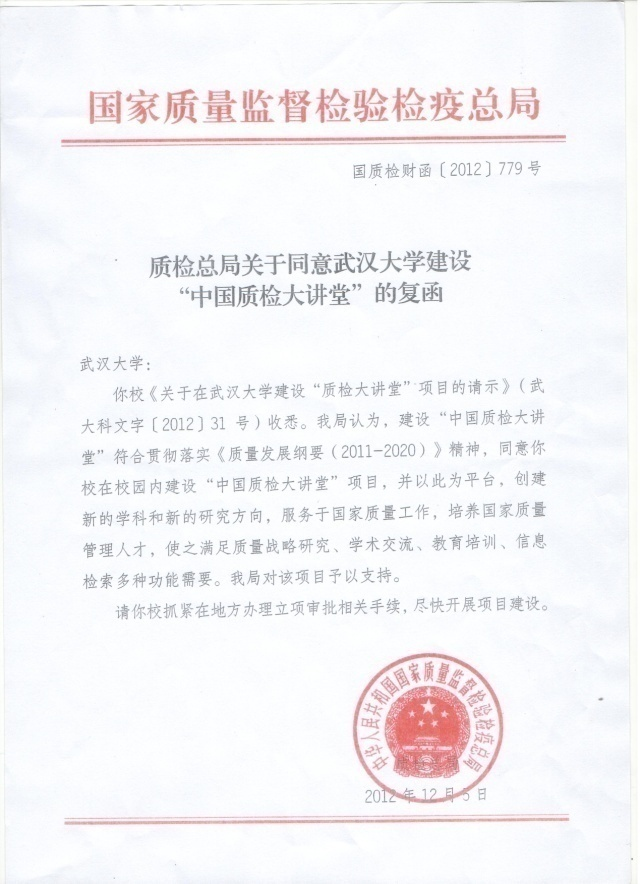 国家质量监督检验检疫总局
国质检财函〔2012〕779号
质检总局关于同意武汉大学建设
“中国质检大讲堂”的复函
武汉大学：
你校《关于在武汉大学建设“质检大讲堂”项目的请示》（武
大科文字〔2012〕31号）收悉。我局认为，建设“中国质检大讲
堂”符合贯彻落实《质量发展纲要（2011-2020）》精神，同意你
校在校园内建设“中国质检大讲堂”项目，并以此为平台，创建
新的学科和新的研究方向，服务于国家质量工作，培养国家质量
管理人才，使之满足质量战略研究、学术交流、教育培训、信息
检索多种功能需要。我局对该项目予以支持。
请你校抓紧在地方办理立项审批相关手续，尽快开展项目建设。
中华人民共和国国家质量监督检验检疫总局
质检总局
2012年12月5日